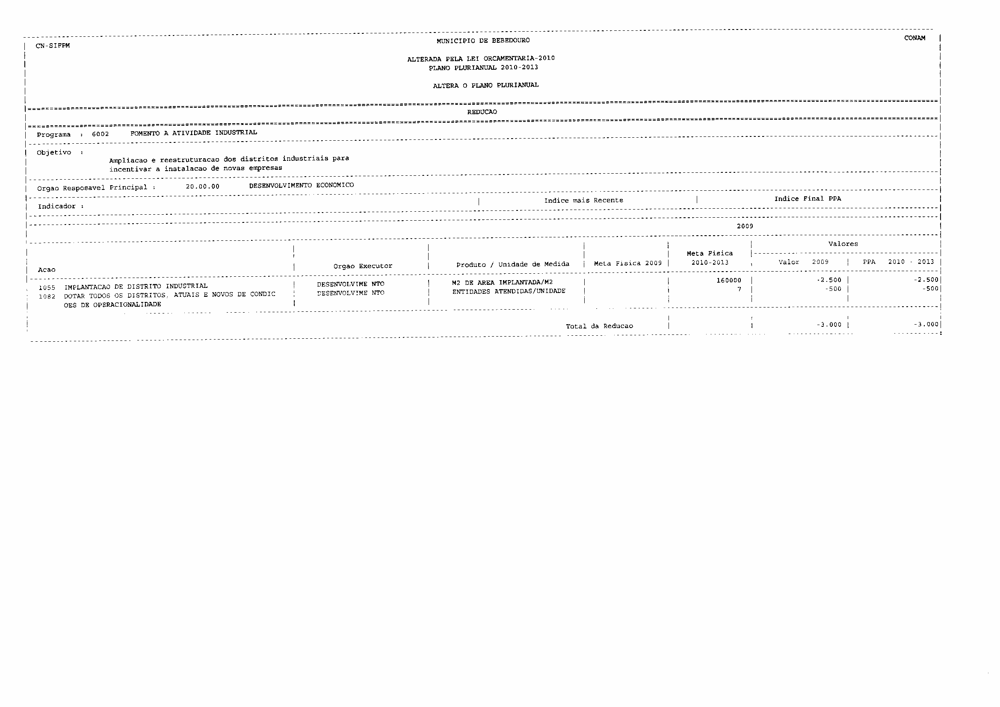 CN-SIFPM MUNICIPIO DE BEBEDOURO CONAM
ALTERADA PELA LEI ORCAMENTARIA-2010
PLANO PLURIANUAL 2010-2013
ALTERA O PLANO PLURIANUAL
REDUCAO
Programa : 6002 FOMENTO A ATIVIDADE INDUSTRIAL
Objetivo :
Ampliacao e reestruturacao dos distritos industriais para
incentivar a instalacao de novas empresas
Orgao Resposavel Principal : 20.00.00 DESENVOLVIMENTO ECONOMICO
Indicador : Indice mais Recente Indice Final PPA
2009
Valores
Meta Fisica
Acao Orgao Executor Produto / Unidade de Medida Meta Fisica 2009 2010-2013 Valor 2009 PPA 2010 - 2013
1055 IMPLANTACAO DE DISTRITO INDUSTRIAL DESENVOLVIME NTO M2 DE AREA IMPLANTADA/M2 160000 -2.500 -2.500
1082 DOTAR TODOS OS DISTRITOS, ATUAIS E NOVOS DE CONDIC DESENVOLVIME NTO ENTIDADES ATENDIDAS/UNIDADE 7 -500 -500
OES DE OPERACIONALIDADE
Total da Reducao -3.000 -3.000